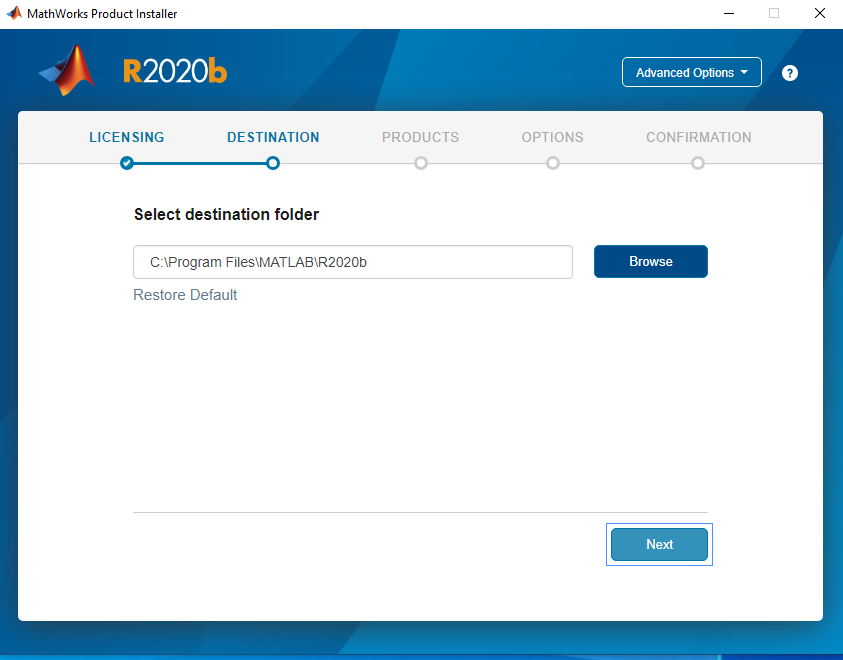 MathWorks Product Installer
R2020b
Advanced Options
?
LICENSING
DESTINATION
PRODUCTS
OPTIONS
CONFIRMATION
Select destination folder
C:\Program Files\MATLAB\R2020b
Browse
Restore Default
Next